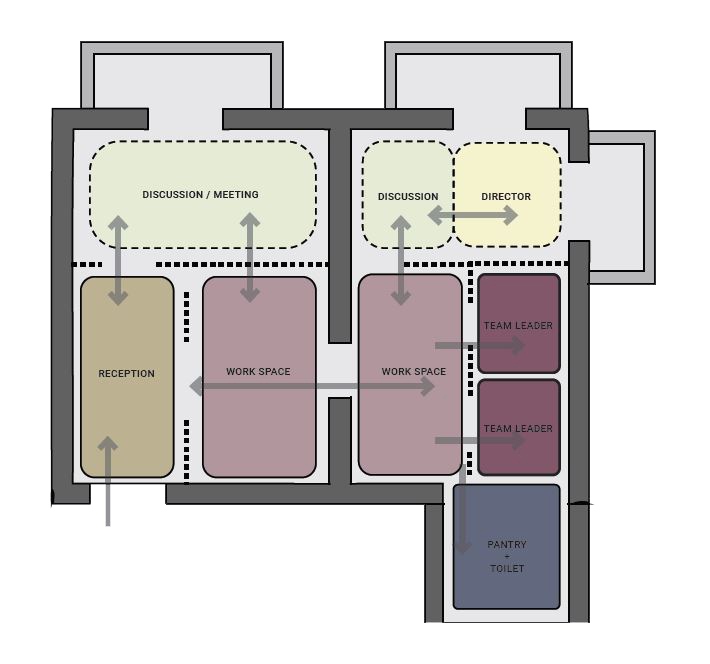 DISCUSSION / MEETING
DISCUSSION
DIRECTOR
TEAM LEADER
RECEPTION
WORK SPACE
WORK SPACE
TEAM LEADER
PANTRY
+
TOILET